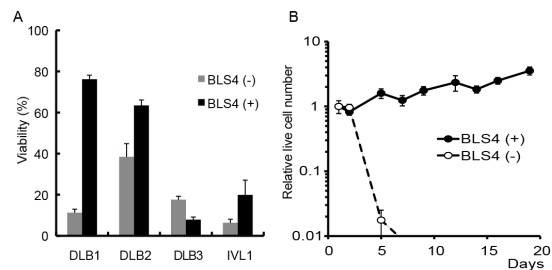 A
Viability (%)
100
80
60
40
20
0
BLS4 (-)
BLS4 (+)
DLB1 DLB2 DLB3 IVL1
B
Relative live cell number
10
1
0.1
0.01
BLS4 (+)
BLS4 (-)
0 5 10 15 20
Days